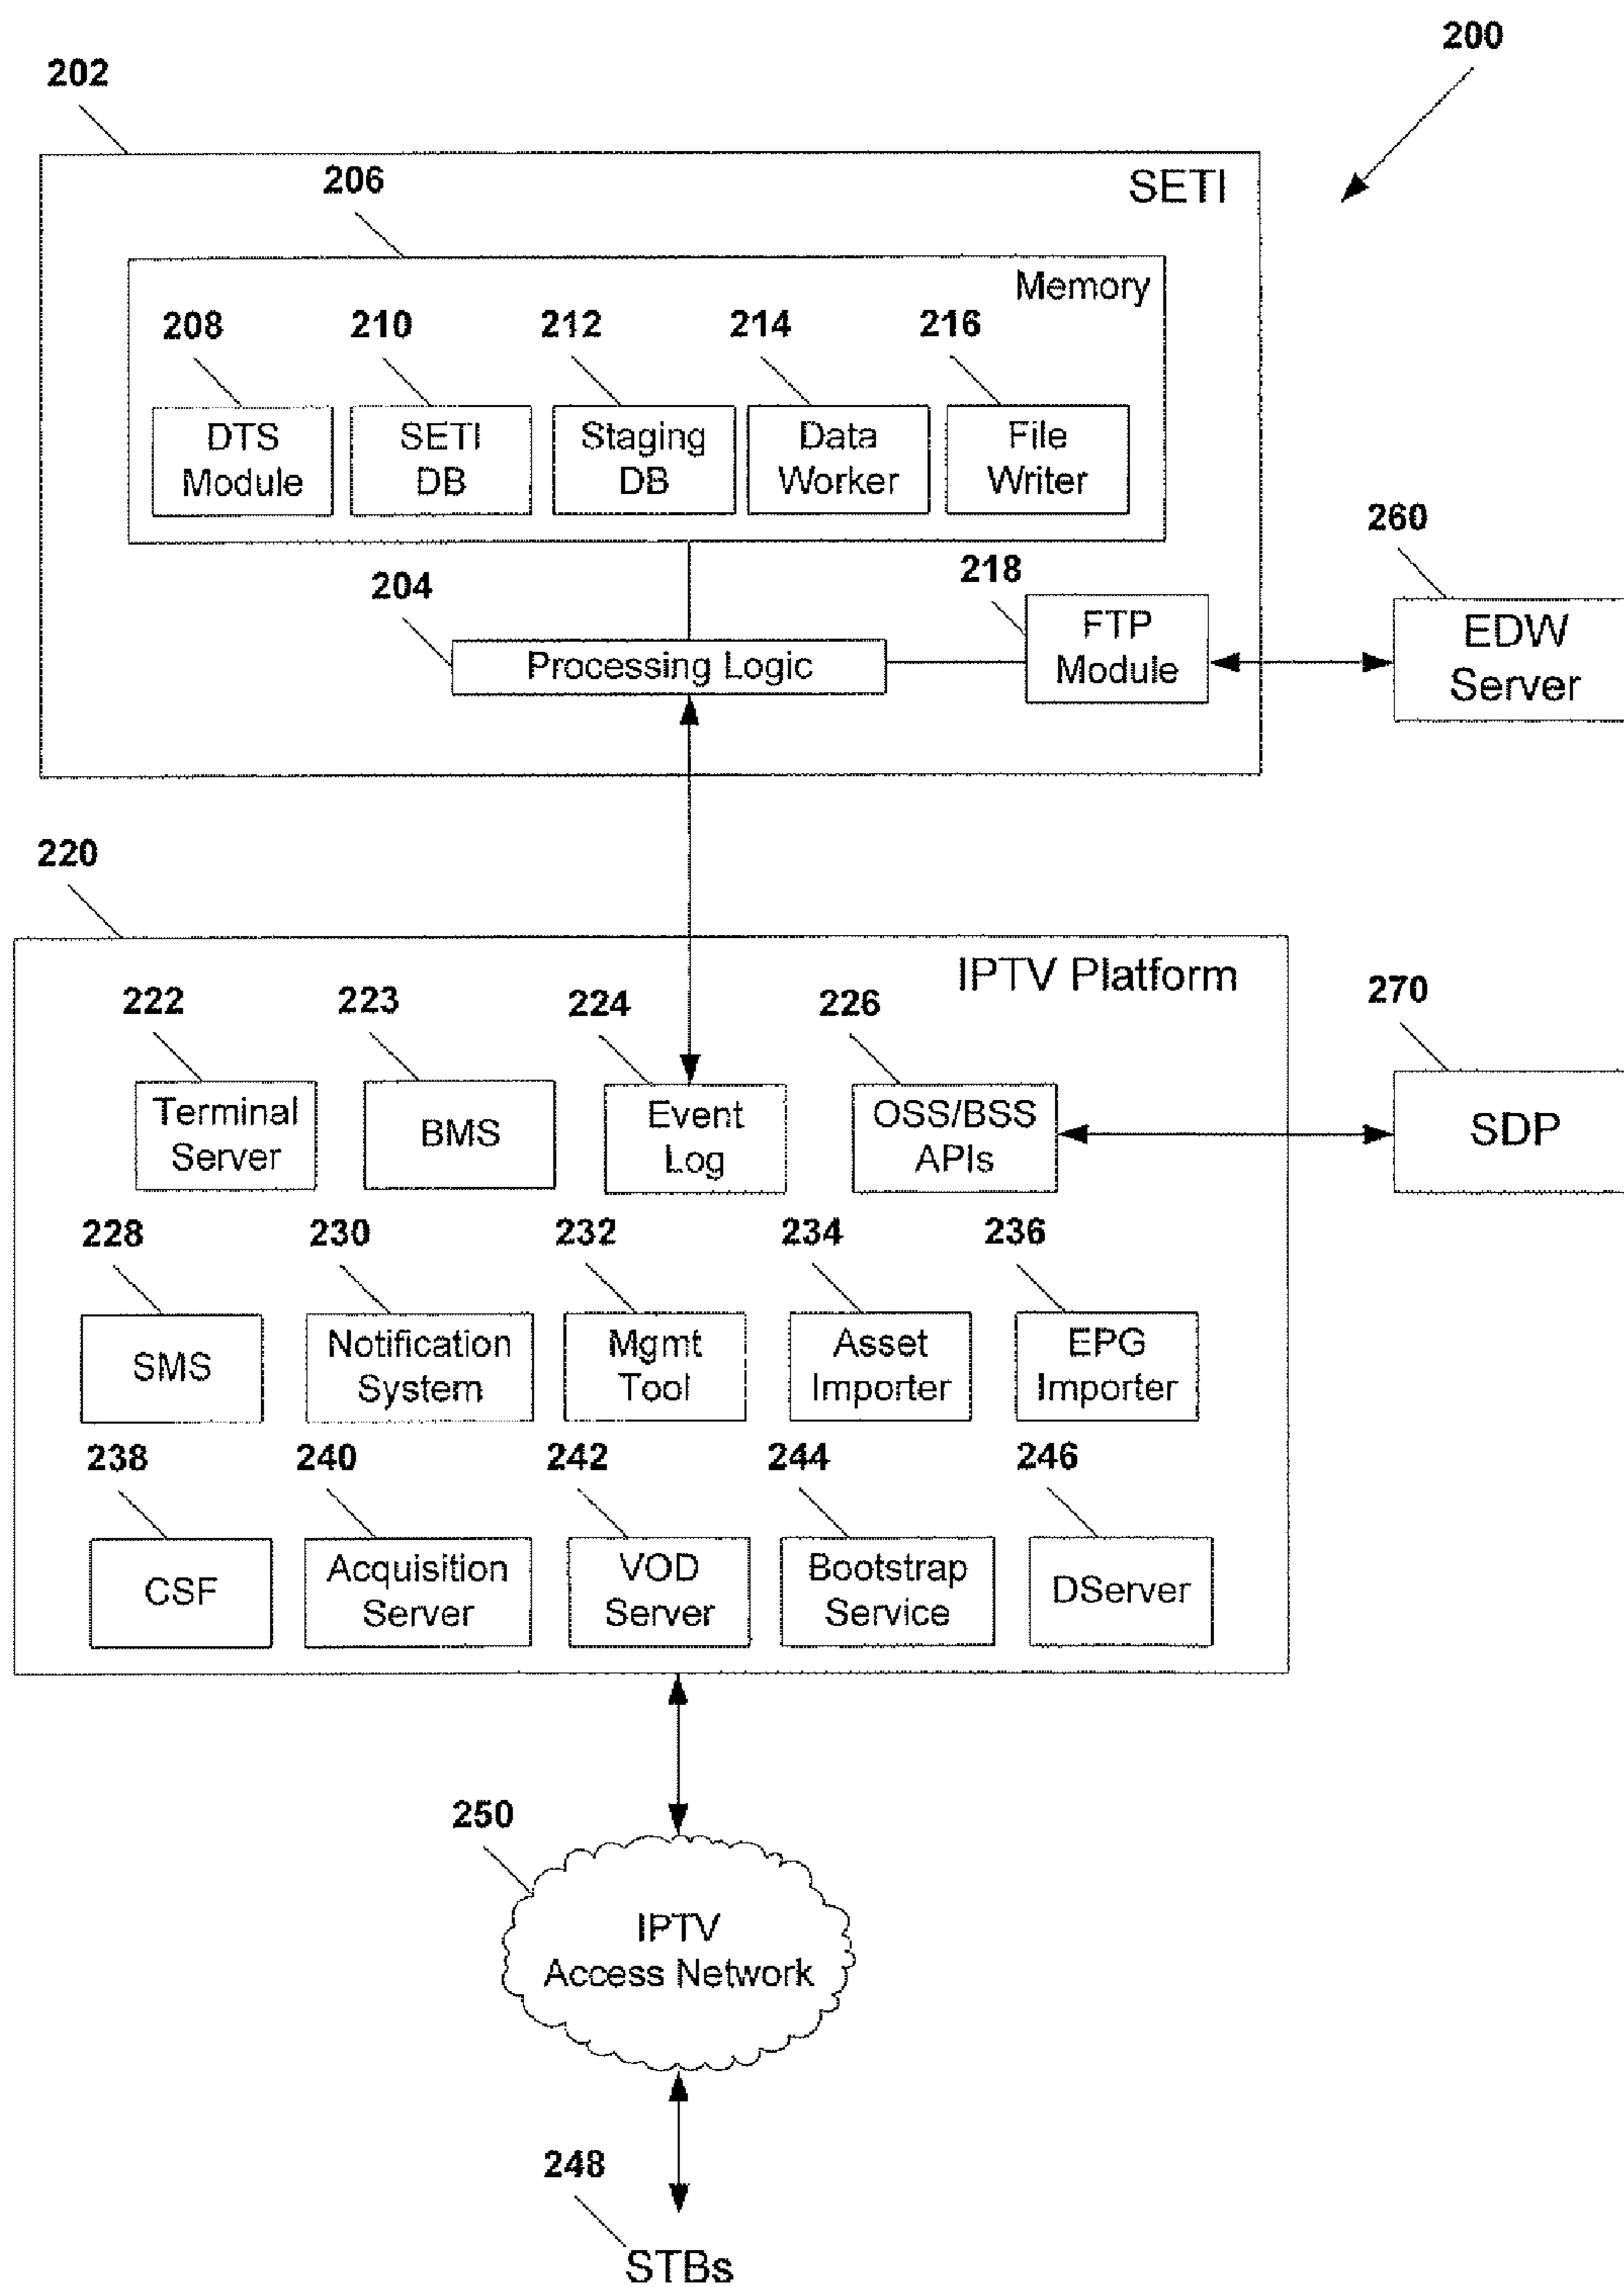 200
202
SETI
206
Memory
208
210
212
214
216
DTS
Module
SETI
DB
Staging
DB
Data
Worker
File
Writer
204
Processing Logic
218
FTP
Module
260
EDW
Server
220
IPTV Platform
222
223
224
226
270
Terminal
Server
BMS
Event
Log
OSS/BSS
APIs
SDP
228
230
232
234
236
SMS
Notification
System
Mgmt
Tool
Asset
Importer
EPG
Importer
238
240
242
244
246
CSF
Acquisition
Server
VOD
Server
Bootstrap
Service
DServer
250
IPTV
Access Network
248
STBs